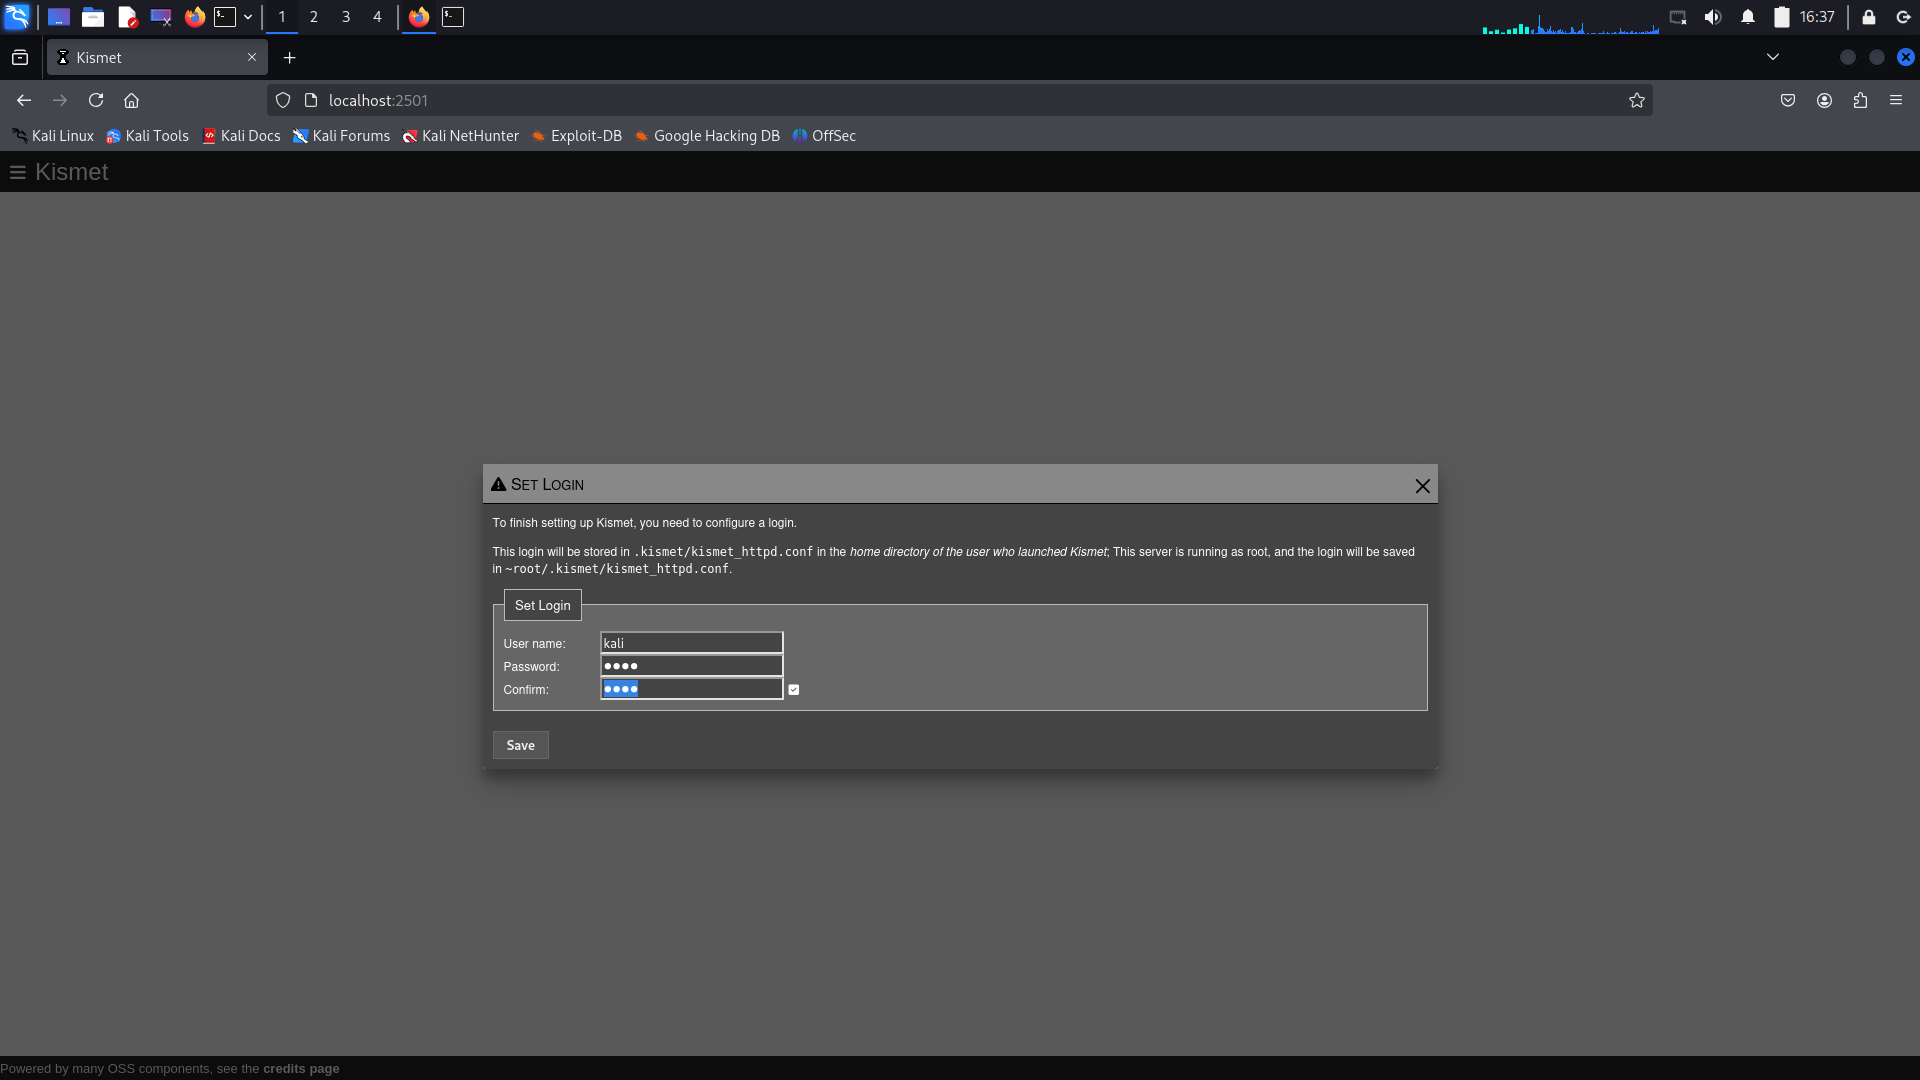 1 2 3 4 16:37
Kismet
localhost:2501
Kali Linux Kali Tools Kali Docs Kali Forums Kali NetHunter Exploit-DB Google Hacking DB OffSec
Kismet
SET LOGIN
To finish setting up Kismet, you need to configure a login.
This login will be stored in .kismet/kismet_httpd.conf in the home directory of the user who launched Kismet; This server is running as root, and the login will be saved
in ~root/.kismet/kismet_httpd.conf.
Set Login
User name: kali
Password: ●●●●
Confirm: ●●●●
Save
Powered by many OSS components, see the credits page